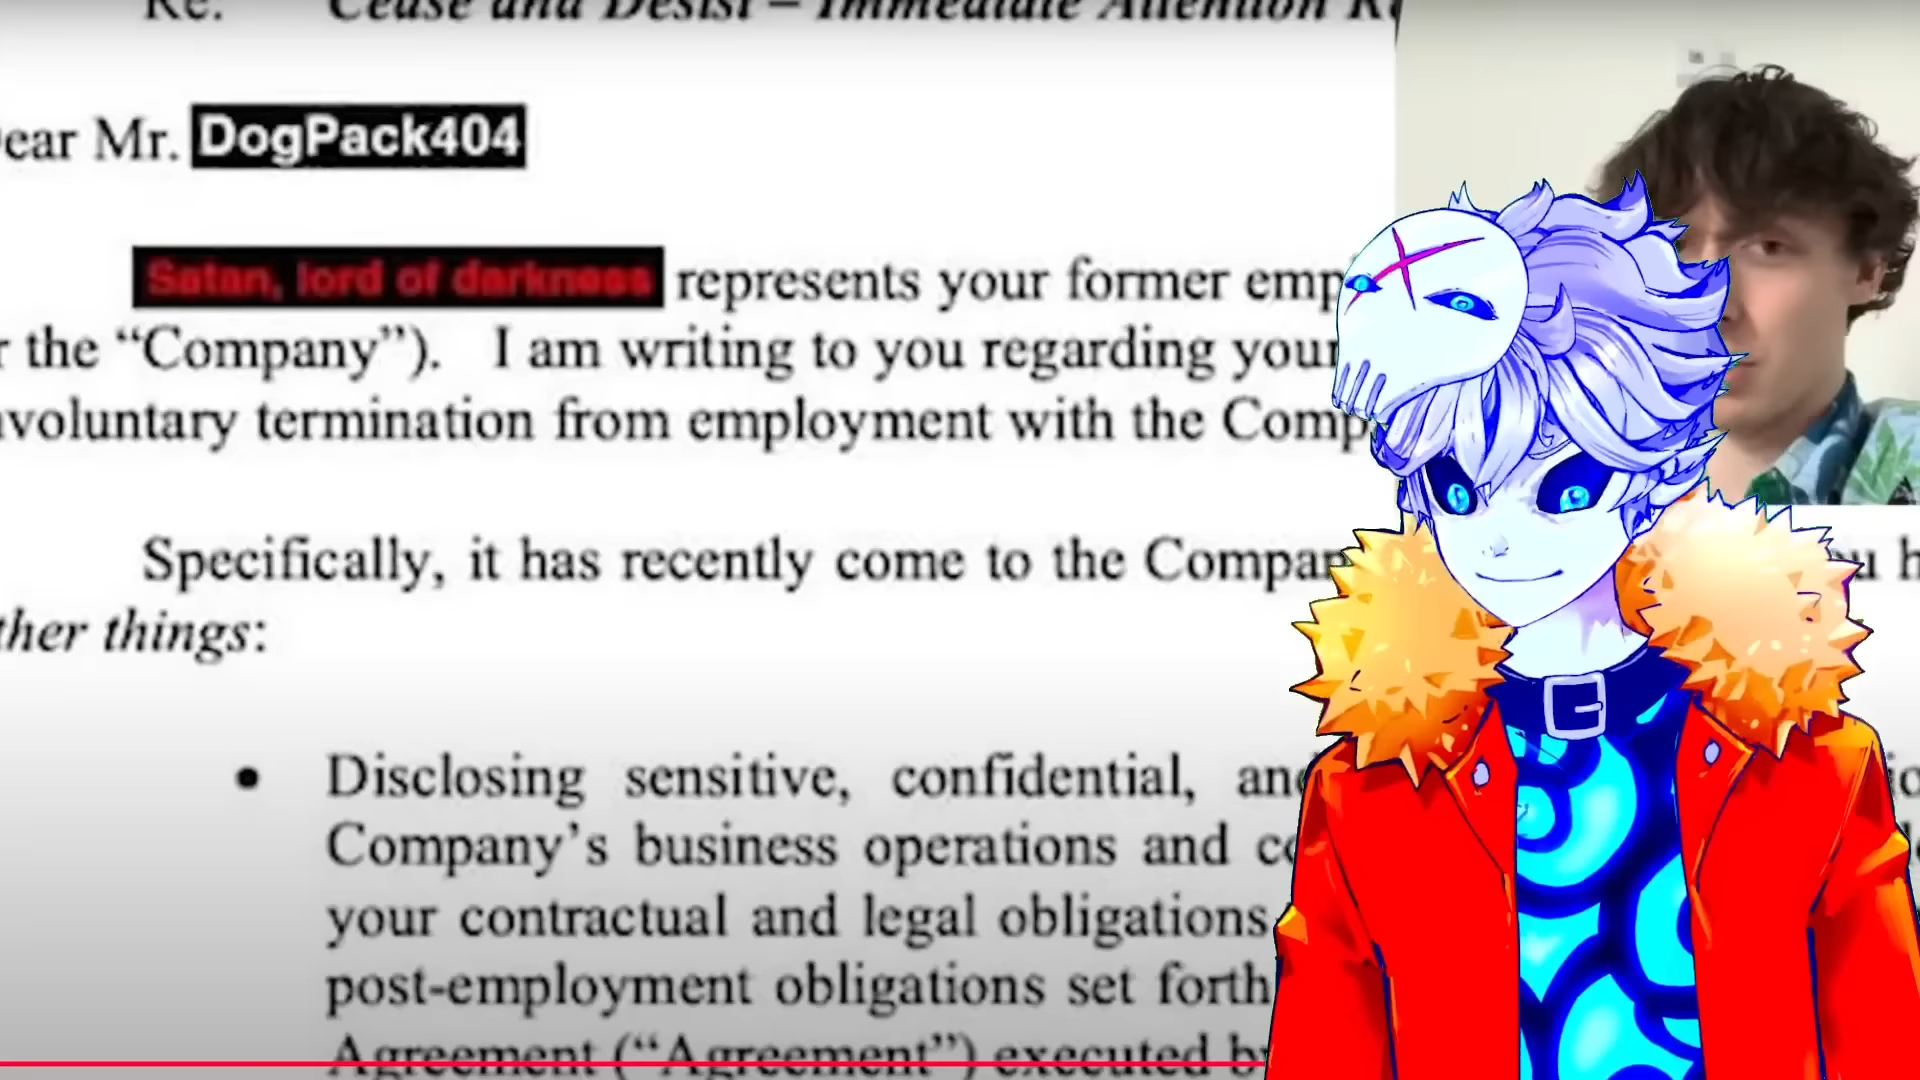 Re: Cease and Desist – Immediate Attention
ear Mr. DogPack404
Satan, lord of darkness represents your former emp
r the “Company”). I am writing to you regarding your
voluntary termination from employment with the Comp
Specifically, it has recently come to the Compan u h
ther things:
• Disclosing sensitive, confidential, and
Company’s business operations and co
your contractual and legal obligations
post-employment obligations set forth
Agreement (“Agreement”) executed b